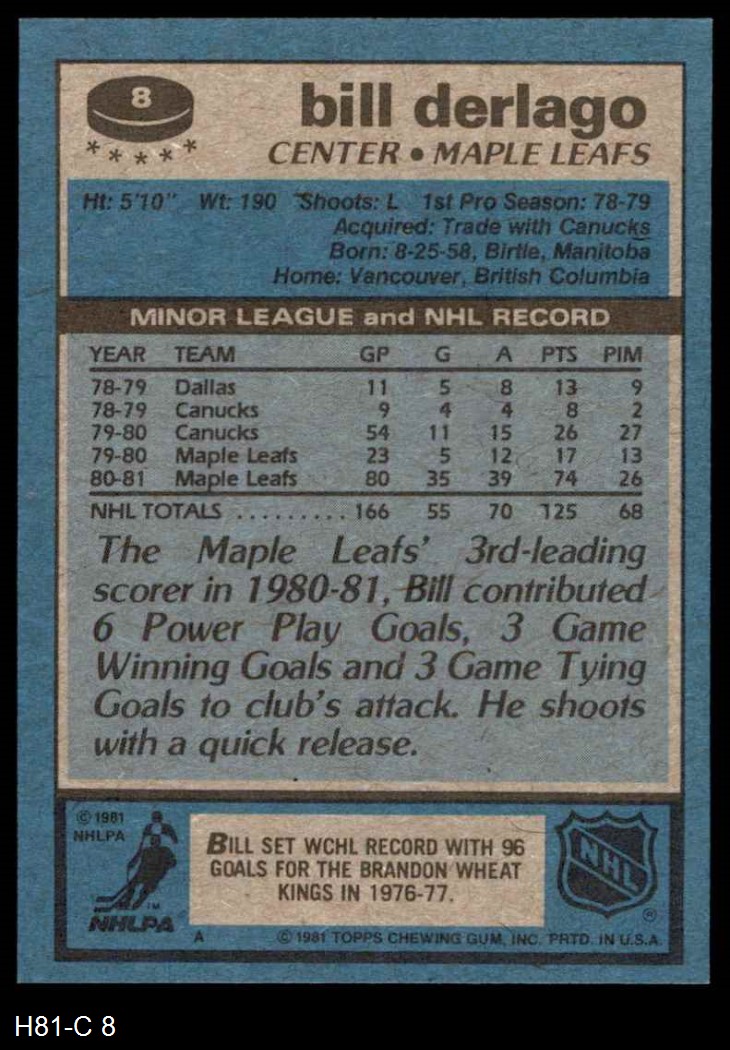 8
bill derlago
CENTER • MAPLE LEAFS
Ht: 5'10" Wt: 190 Shoots: L 1st Pro Season: 78-79
Acquired: Trade with Canucks
Born: 8-25-58, Birtle, Manitoba
Home: Vancouver, British Columbia
MINOR LEAGUE and NHL RECORD
YEAR TEAM GP G A PTS PIM
78-79 Dallas 11 5 8 13 9
78-79 Canucks 9 4 4 8 2
79-80 Canucks 54 11 15 26 27
79-80 Maple Leafs 23 5 12 17 13
80-81 Maple Leafs 80 35 39 74 26
NHL TOTALS ......... 166 55 70 125 68
The Maple Leafs' 3rd-leading
scorer in 1980-81, Bill contributed
6 Power Play Goals, 3 Game
Winning Goals and 3 Game Tying
Goals to club's attack. He shoots
with a quick release.
© 1981
NHLPA
TM
NHLPA
BILL SET WCHL RECORD WITH 96
GOALS FOR THE BRANDON WHEAT
KINGS IN 1976-77.
NHL
®
A © 1981 TOPPS CHEWING GUM, INC. PRTD. IN U.S.A.
H81-C 8